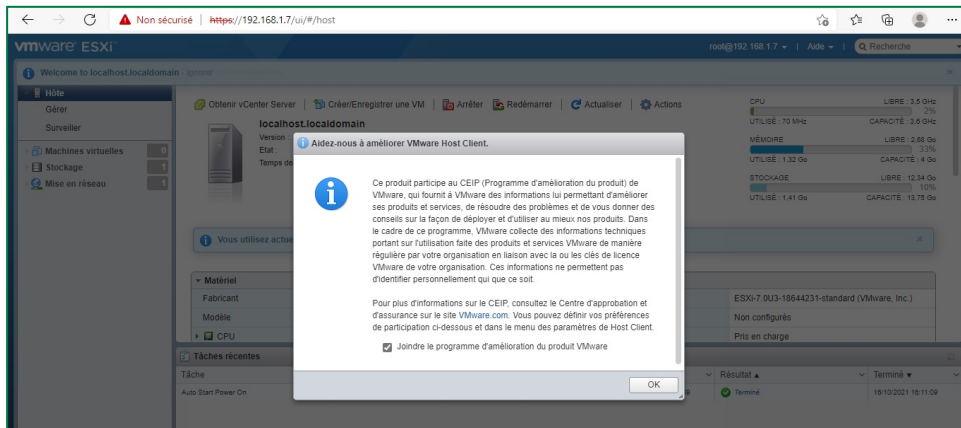 Non sécurisé https://192.168.1.7/ui/#/host
vmware ESXi
root@192.168.1.7 Aide Recherche
Welcome to localhost.localdomain Ignorer
Hôte
Gérer
Surveiller
Machines virtuelles 0
Stockage 1
Mise en réseau 1
Obtenir vCenter Server Créer/Enregistrer une VM Arrêter Redémarrer Actualiser Actions
localhost.localdomain
Version :
Etat :
Temps de
CPU LIBRE : 3,5 GHz
2%
UTILISÉ : 70 MHz CAPACITÉ : 3,6 GHz
MÉMOIRE LIBRE : 2,68 Go
33%
UTILISÉ : 1,32 Go CAPACITÉ : 4 Go
STOCKAGE LIBRE : 12,34 Go
10%
UTILISÉ : 1,41 Go CAPACITÉ : 13,75 Go
Aidez-nous à améliorer VMware Host Client.
Ce produit participe au CEIP (Programme d'amélioration du produit) de
VMware, qui fournit à VMware des informations lui permettant d'améliorer
ses produits et services, de résoudre des problèmes et de vous donner des
conseils sur la façon de déployer et d'utiliser au mieux nos produits. Dans
le cadre de ce programme, VMware collecte des informations techniques
portant sur l'utilisation faite des produits et services VMware de manière
régulière par votre organisation en liaison avec la ou les clés de licence
VMware de votre organisation. Ces informations ne permettent pas
d'identifier personnellement qui que ce soit.
Pour plus d'informations sur le CEIP, consultez le Centre d'approbation et
d'assurance sur le site VMware.com. Vous pouvez définir vos préférences
de participation ci-dessous et dans le menu des paramètres de Host Client.
Joindre le programme d'amélioration du produit VMware
OK
Vous utilisez actue
Matériel
Fabricant
Modèle
CPU
ESXi-7.0U3-18644231-standard (VMware, Inc.)
Non configurés
Pris en charge
Tâches récentes
Tâche Résultat Terminé
Auto Start Power On Terminé 16/10/2021 16:11:09